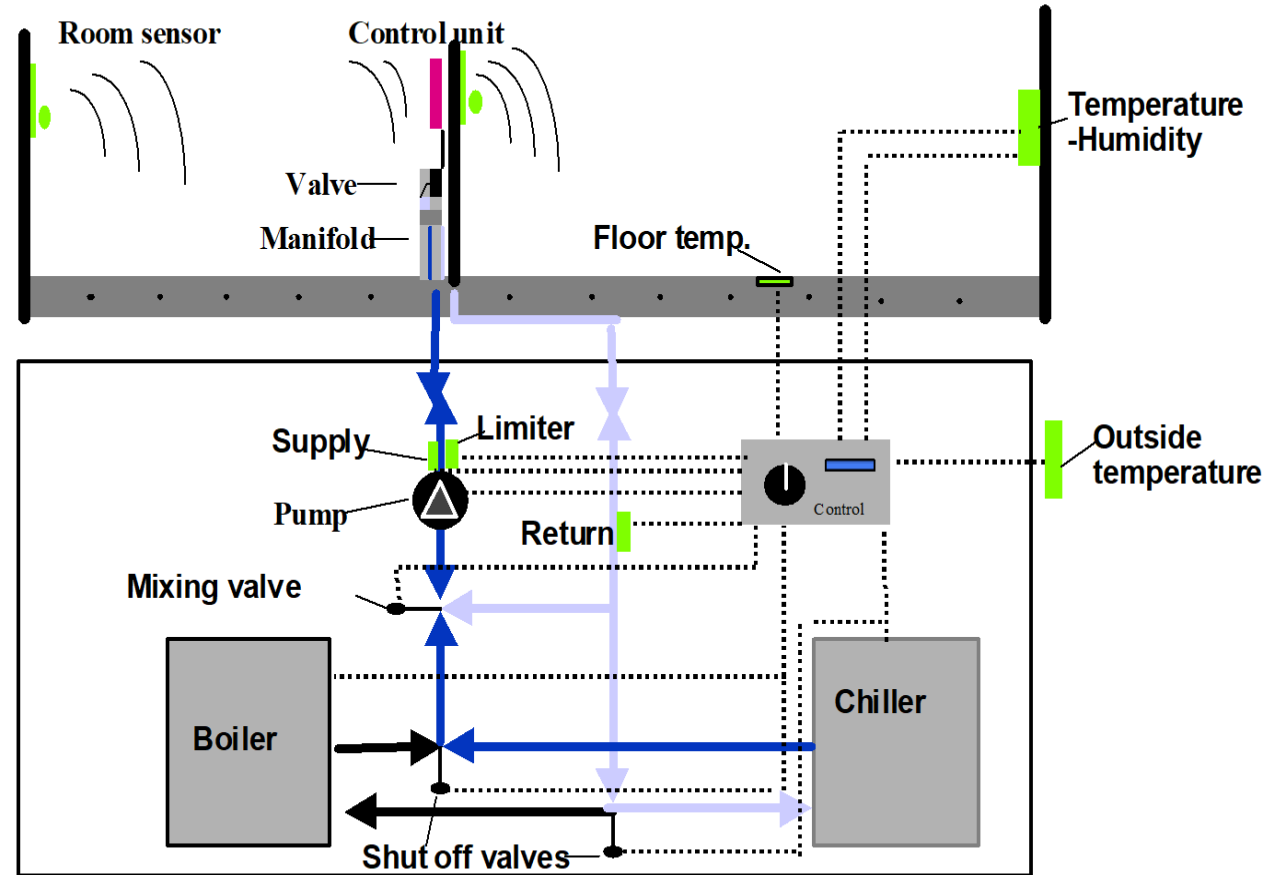 Room sensor
Control unit
Temperature
-Humidity
Valve
Manifold
Floor temp.
Supply
Limiter
Outside
temperature
Pump
Control
Return
Mixing valve
Boiler
Chiller
Shut off valves